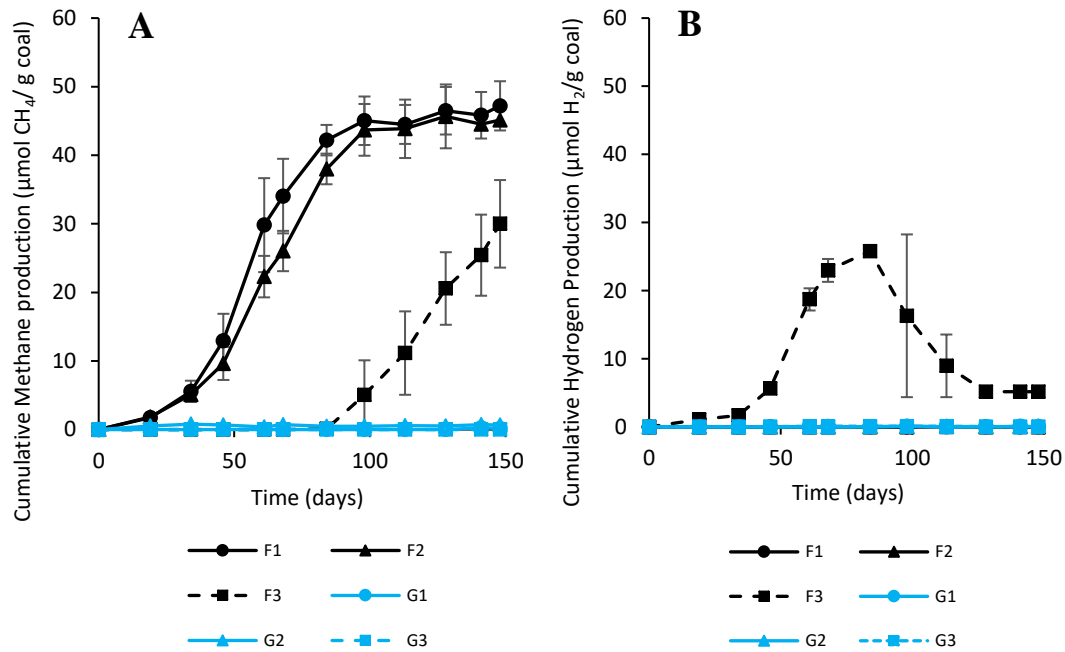 A
Cumulative Methane production (µmol CH₄/ g coal)
60
50
40
30
20
10
0
0 50 100 150
Time (days)
F1 F2
F3 G1
G2 G3
B
Cumulative Hydrogen Production (µmol H₂/g coal)
60
50
40
30
20
10
0
0 50 100 150
Time (days)
F1 F2
F3 G1
G2 G3